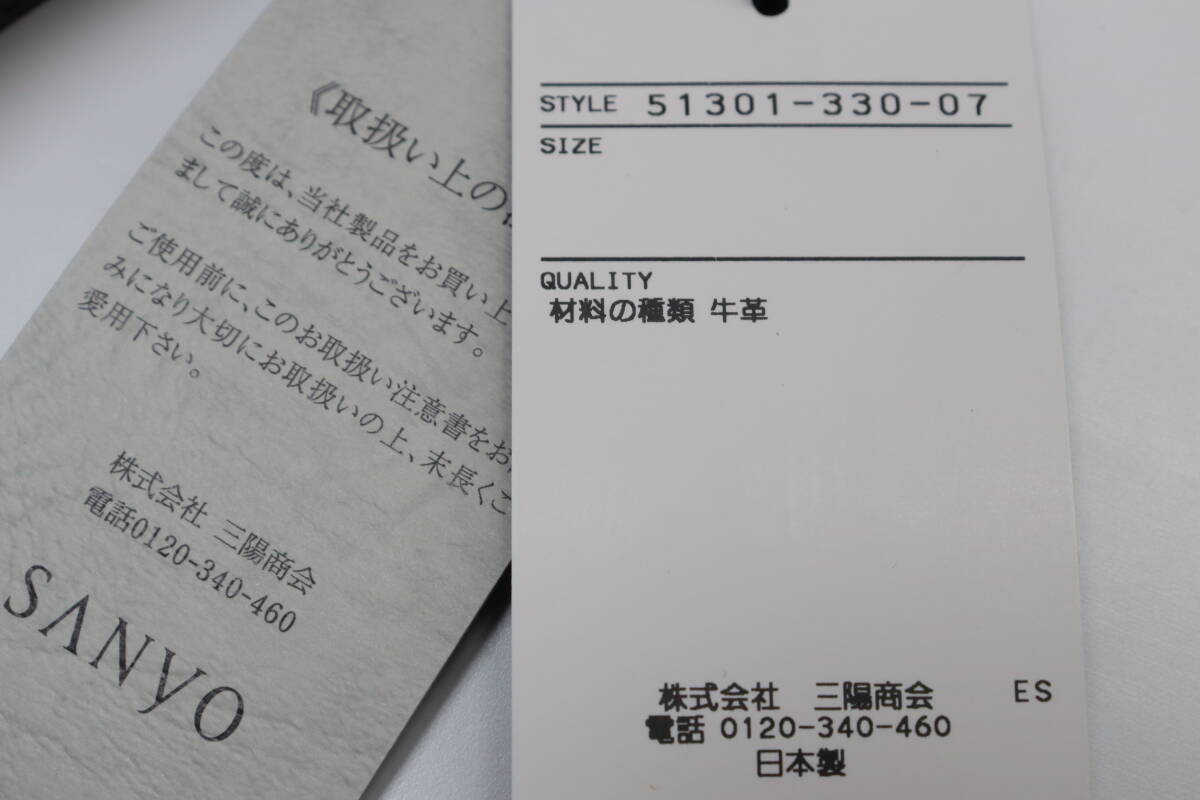 《取扱い上の
この度は、当社製品をお買い上
まして誠にありがとうございます。
ご使用前に、このお取扱い注意書をお
みになり大切にお取扱いの上、末長くご
愛用下さい。
株式会社 三陽商会
電話0120-340-460
SANYO
STYLE 51301-330-07
SIZE
QUALITY
材料の種類 牛革
株式会社 三陽商会 ES
電話 0120-340-460
日本製